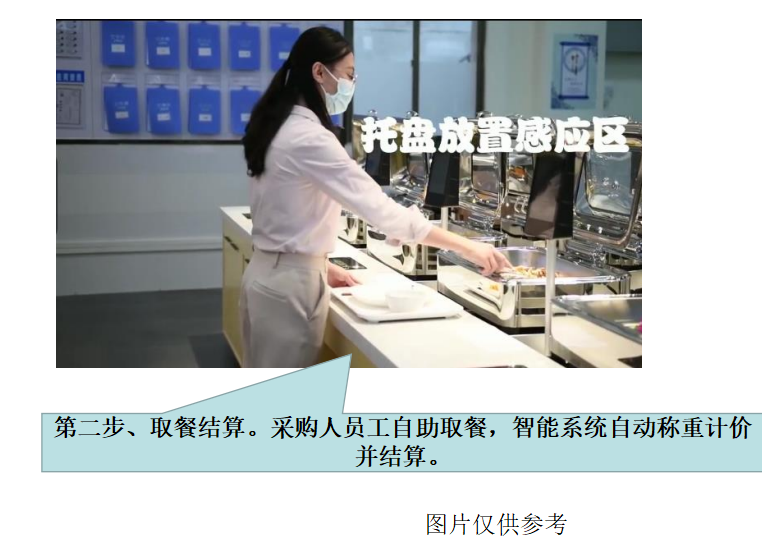 托盘放置感应区
第二步、取餐结算。采购人员工自助取餐，智能系统自动称重计价
并结算。
图片仅供参考